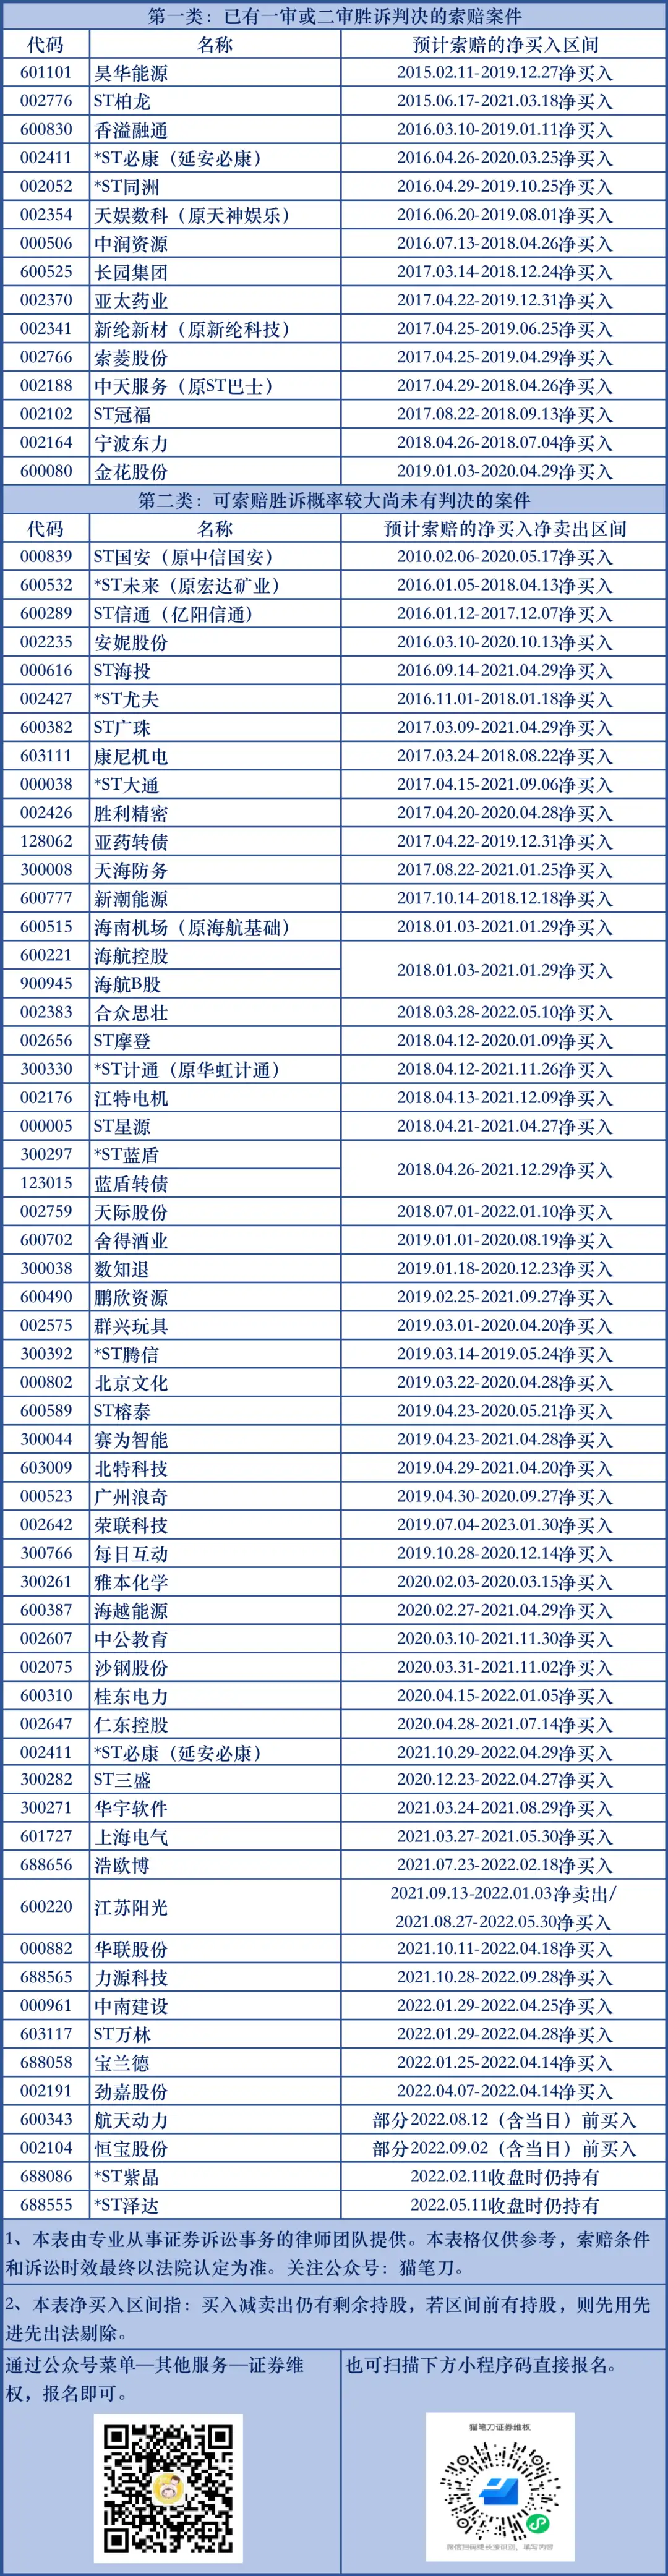 第一类：已有一审或二审胜诉判决的索赔案件
代码 名称 预计索赔的净买入区间
601101 昊华能源 2015.02.11-2019.12.27净买入
002776 ST柏龙 2015.06.17-2021.03.18净买入
600830 香溢融通 2016.03.10-2019.01.11净买入
002411 *ST必康（延安必康） 2016.04.26-2020.03.25净买入
002052 *ST同洲 2016.04.29-2019.10.25净买入
002354 天娱数科（原天神娱乐） 2016.06.20-2019.08.01净买入
000506 中润资源 2016.07.13-2018.04.26净买入
600525 长园集团 2017.03.14-2018.12.24净买入
002370 亚太药业 2017.04.22-2019.12.31净买入
002341 新纶新材（原新纶科技） 2017.04.25-2019.06.25净买入
002766 索菱股份 2017.04.25-2019.04.29净买入
002188 中天服务（原ST巴士） 2017.04.29-2018.04.26净买入
002102 ST冠福 2017.08.22-2018.09.13净买入
002164 宁波东力 2018.04.26-2018.07.04净买入
600080 金花股份 2019.01.03-2020.04.29净买入
第二类：可索赔胜诉概率较大尚未有判决的案件
代码 名称 预计索赔的净买入净卖出区间
000839 ST国安（原中信国安） 2010.02.06-2020.05.17净买入
600532 *ST未来（原宏达矿业） 2016.01.05-2018.04.13净买入
600289 ST信通（亿阳信通） 2016.01.12-2017.12.07净买入
002235 安妮股份 2016.03.10-2020.10.13净买入
000616 ST海投 2016.09.14-2021.04.29净买入
002427 *ST尤夫 2016.11.01-2018.01.18净买入
600382 ST广珠 2017.03.09-2021.04.29净买入
603111 康尼机电 2017.03.24-2018.08.22净买入
000038 *ST大通 2017.04.15-2021.09.06净买入
002426 胜利精密 2017.04.20-2020.04.28净买入
128062 亚药转债 2017.04.22-2019.12.31净买入
300008 天海防务 2017.08.22-2021.01.25净买入
600777 新潮能源 2017.10.14-2018.12.18净买入
600515 海南机场（原海航基础） 2018.01.03-2021.01.29净买入
600221 海航控股
2018.01.03-2021.01.29净买入
900945 海航B股
002383 合众思壮 2018.03.28-2022.05.10净买入
002656 ST摩登 2018.04.12-2020.01.09净买入
300330 *ST计通（原华虹计通） 2018.04.12-2021.11.26净买入
002176 江特电机 2018.04.13-2021.12.09净买入
000005 ST星源 2018.04.21-2021.04.27净买入
300297 *ST蓝盾
2018.04.26-2021.12.29净买入
123015 蓝盾转债
002759 天际股份 2018.07.01-2022.01.10净买入
600702 舍得酒业 2019.01.01-2020.08.19净买入
300038 数知退 2019.01.18-2020.12.23净买入
600490 鹏欣资源 2019.02.25-2021.09.27净买入
002575 群兴玩具 2019.03.01-2020.04.20净买入
300392 *ST腾信 2019.03.14-2019.05.24净买入
000802 北京文化 2019.03.22-2020.04.28净买入
600589 ST榕泰 2019.04.23-2020.05.21净买入
300044 赛为智能 2019.04.23-2021.04.28净买入
603009 北特科技 2019.04.29-2021.04.20净买入
000523 广州浪奇 2019.04.30-2020.09.27净买入
002642 荣联科技 2019.07.04-2023.01.30净买入
300766 每日互动 2019.10.28-2020.12.14净买入
300261 雅本化学 2020.02.03-2020.03.15净买入
600387 海越能源 2020.02.27-2021.04.29净买入
002607 中公教育 2020.03.10-2021.11.30净买入
002075 沙钢股份 2020.03.31-2021.11.02净买入
600310 桂东电力 2020.04.15-2022.01.05净买入
002647 仁东控股 2020.04.28-2021.07.14净买入
002411 *ST必康（延安必康） 2021.10.29-2022.04.29净买入
300282 ST三盛 2020.12.23-2022.04.27净买入
300271 华宇软件 2021.03.24-2021.08.29净买入
601727 上海电气 2021.03.27-2021.05.30净买入
688656 浩欧博 2021.07.23-2022.02.18净买入
600220 江苏阳光 2021.09.13-2022.01.03净卖出/
2021.08.27-2022.05.30净买入
000882 华联股份 2021.10.11-2022.04.18净买入
688565 力源科技 2021.10.28-2022.09.28净买入
000961 中南建设 2022.01.29-2022.04.25净买入
603117 ST万林 2022.01.29-2022.04.28净买入
688058 宝兰德 2022.01.25-2022.04.14净买入
002191 劲嘉股份 2022.04.07-2022.04.14净买入
600343 航天动力 部分2022.08.12（含当日）前买入
002104 恒宝股份 部分2022.09.02（含当日）前买入
688086 *ST紫晶 2022.02.11收盘时仍持有
688555 *ST泽达 2022.05.11收盘时仍持有
1、本表由专业从事证券诉讼事务的律师团队提供。本表格仅供参考，索赔条件
和诉讼时效最终以法院认定为准。关注公众号：猫笔刀。
2、本表净买入区间指：买入减卖出仍有剩余持股，若区间前有持股，则先用先
进先出法剔除。
通过公众号菜单—其他服务—证券维
权，报名即可。
也可扫描下方小程序码直接报名。
猫笔刀证券维权
微信扫码或长按识别，填写内容